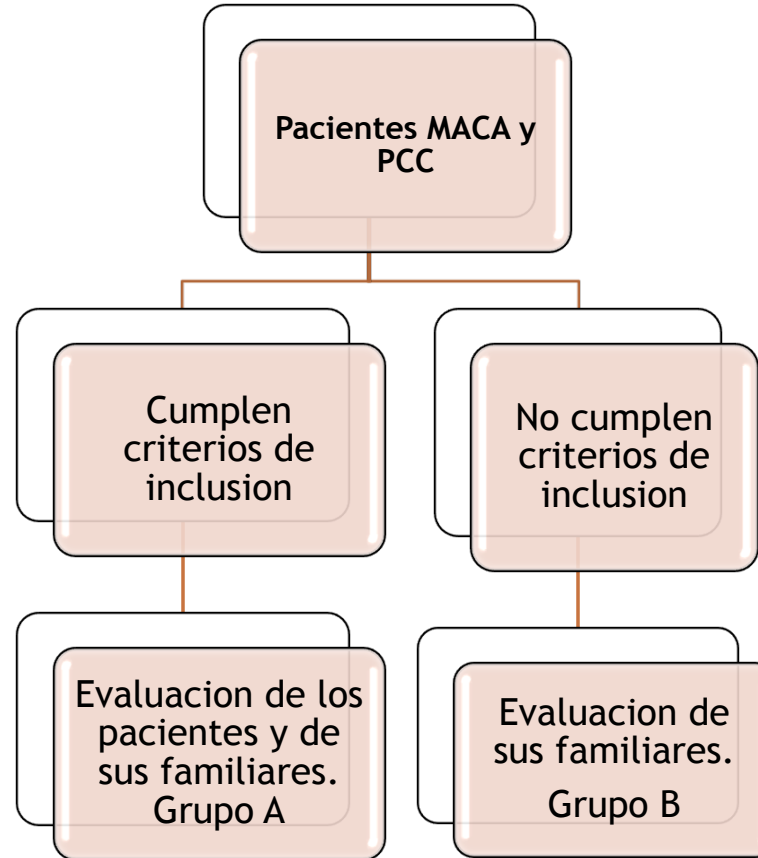 Pacientes MACA y
PCC
Cumplen
criterios de
inclusion
No cumplen
criterios de
inclusion
Evaluacion de los
pacientes y de
sus familiares.
Grupo A
Evaluacion de
sus familiares.
Grupo B